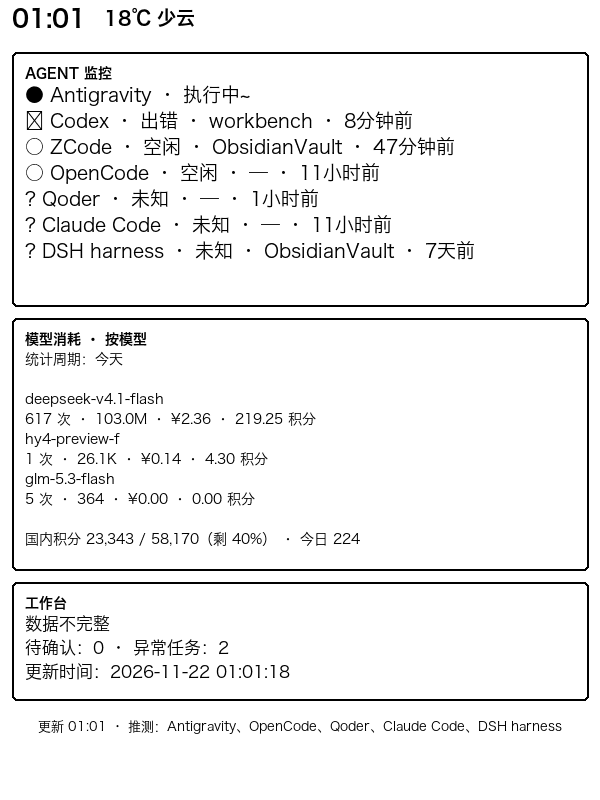 01:01 18℃ 少云
AGENT 监控
● Antigravity · 执行中~
☒ Codex · 出错 · workbench · 8分钟前
○ ZCode · 空闲 · ObsidianVault · 47分钟前
○ OpenCode · 空闲 · — · 11小时前
? Qoder · 未知 · — · 1小时前
? Claude Code · 未知 · — · 11小时前
? DSH harness · 未知 · ObsidianVault · 7天前
模型消耗 · 按模型
统计周期：今天
deepseek-v4.1-flash
617 次 · 103.0M · ¥2.36 · 219.25 积分
hy4-preview-f
1 次 · 26.1K · ¥0.14 · 4.30 积分
glm-5.3-flash
5 次 · 364 · ¥0.00 · 0.00 积分
国内积分 23,343 / 58,170（剩 40%） · 今日 224
工作台
数据不完整
待确认：0 · 异常任务：2
更新时间：2026-11-22 01:01:18
更新 01:01 · 推测：Antigravity、OpenCode、Qoder、Claude Code、DSH harness